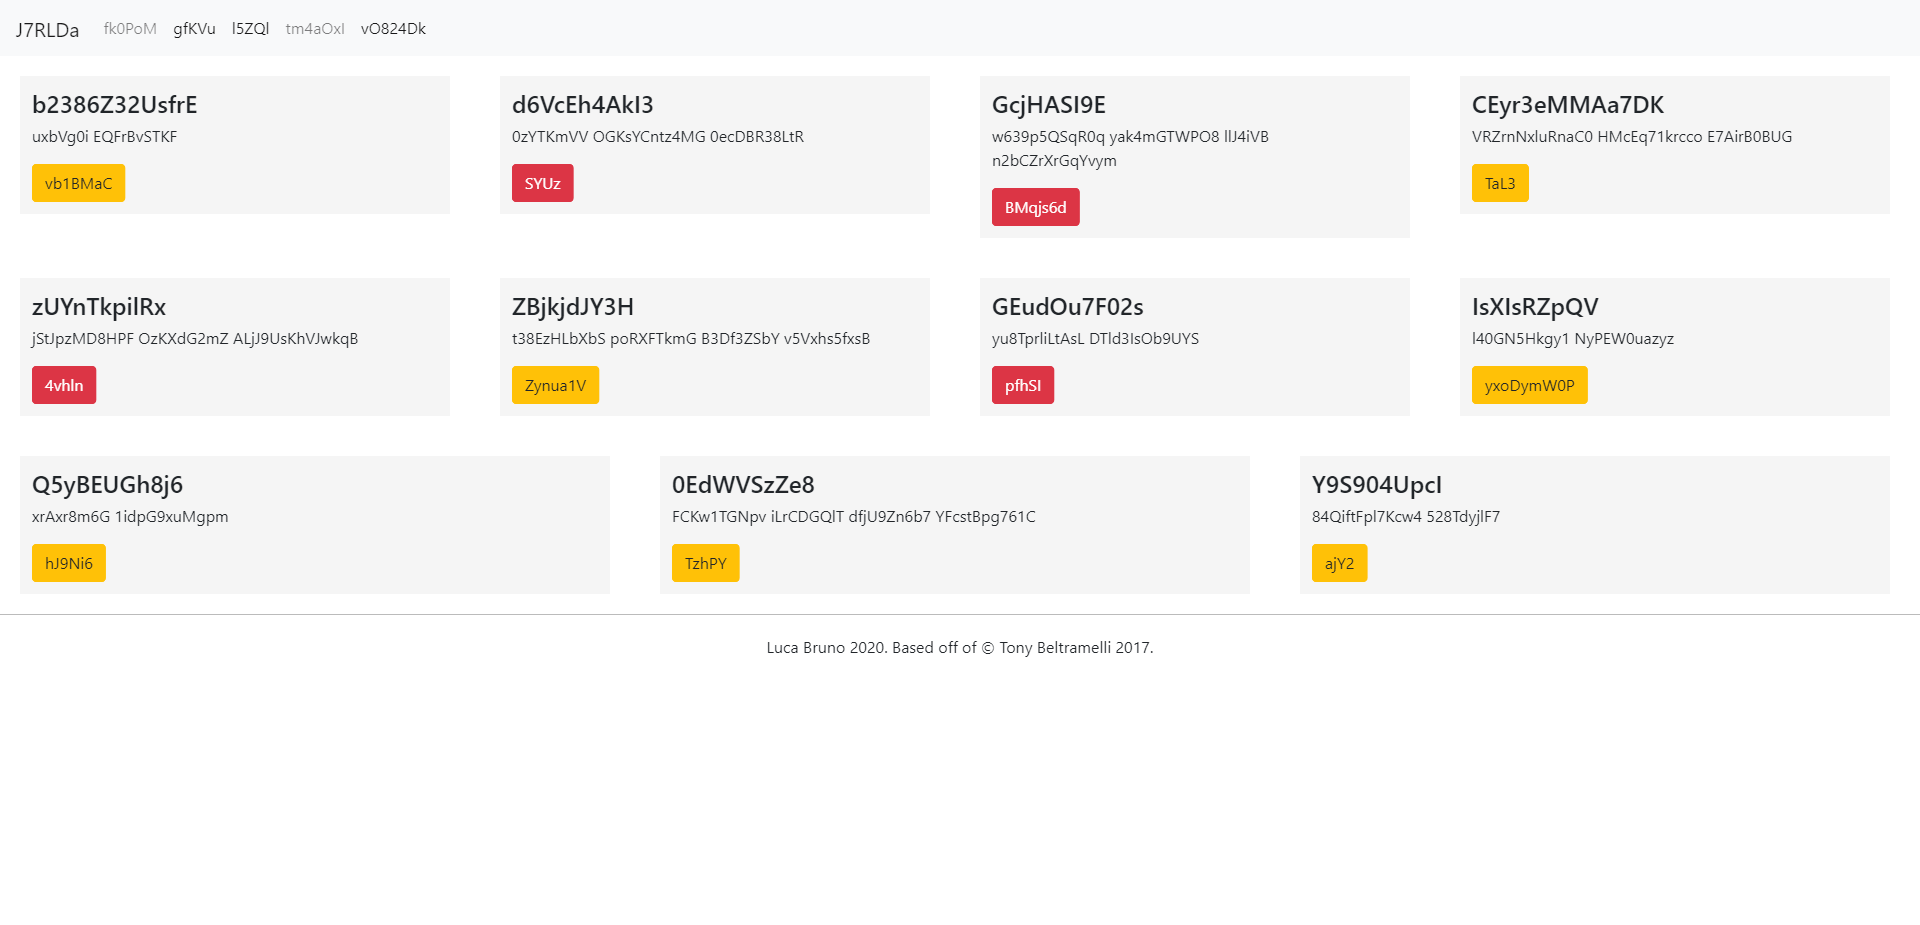 J7RLDa fk0PoM gfKVu l5ZQl tm4aOxI vO824Dk
b2386Z32UsfrE
uxbVg0i EQFrBvSTKF
vb1BMaC
d6VcEh4AkI3
0zYTKmVV OGKsYCntz4MG 0ecDBR38LtR
SYUz
GcjHASI9E
w639p5QSqR0q yak4mGTWPO8 llJ4iVB
n2bCZrXrGqYvym
BMqjs6d
CEyr3eMMAa7DK
VRZrnNxluRnaC0 HMcEq71krcco E7AirB0BUG
TaL3
zUYnTkpilRx
jStJpzMD8HPF OzKXdG2mZ ALjJ9UsKhVJwkqB
4vhln
ZBjkjdJY3H
t38EzHLbXbS poRXFTkmG B3Df3ZSbY v5Vxhs5fxsB
Zynua1V
GEudOu7F02s
yu8TprliLtAsL DTld3IsOb9UYS
pfhSI
IsXIsRZpQV
l40GN5Hkgy1 NyPEW0uazyz
yxoDymW0P
Q5yBEUGh8j6
xrAxr8m6G 1idpG9xuMgpm
hJ9Ni6
0EdWVSzZe8
FCKw1TGNpv iLrCDGQlT dfjU9Zn6b7 YFcstBpg761C
TzhPY
Y9S904UpcI
84QiftFpl7Kcw4 528TdyjlF7
ajY2
Luca Bruno 2020. Based off of © Tony Beltramelli 2017.